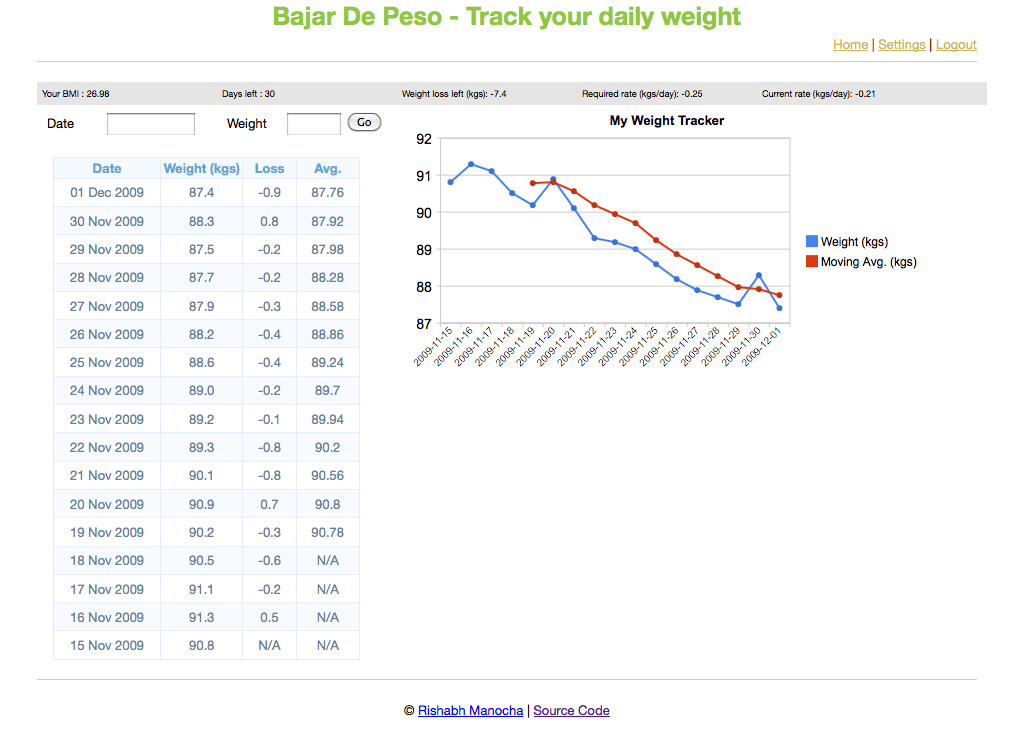 Bajar De Peso - Track your daily weight
Home | Settings | Logout
Your BMI : 26.98 Days left : 30 Weight loss left (kgs): -7.4 Required rate (kgs/day): -0.25 Current rate (kgs/day): -0.21
Date Weight Go
Date Weight (kgs) Loss Avg.
01 Dec 2009 87.4 -0.9 87.76
30 Nov 2009 88.3 0.8 87.92
29 Nov 2009 87.5 -0.2 87.98
28 Nov 2009 87.7 -0.2 88.28
27 Nov 2009 87.9 -0.3 88.58
26 Nov 2009 88.2 -0.4 88.86
25 Nov 2009 88.6 -0.4 89.24
24 Nov 2009 89.0 -0.2 89.7
23 Nov 2009 89.2 -0.1 89.94
22 Nov 2009 89.3 -0.8 90.2
21 Nov 2009 90.1 -0.8 90.56
20 Nov 2009 90.9 0.7 90.8
19 Nov 2009 90.2 -0.3 90.78
18 Nov 2009 90.5 -0.6 N/A
17 Nov 2009 91.1 -0.2 N/A
16 Nov 2009 91.3 0.5 N/A
15 Nov 2009 90.8 N/A N/A
My Weight Tracker
92
91
90
89
88
87
2009-11-15
2009-11-16
2009-11-17
2009-11-18
2009-11-19
2009-11-20
2009-11-21
2009-11-22
2009-11-23
2009-11-24
2009-11-25
2009-11-26
2009-11-27
2009-11-28
2009-11-29
2009-11-30
2009-12-01
Weight (kgs)
Moving Avg. (kgs)
© Rishabh Manocha | Source Code